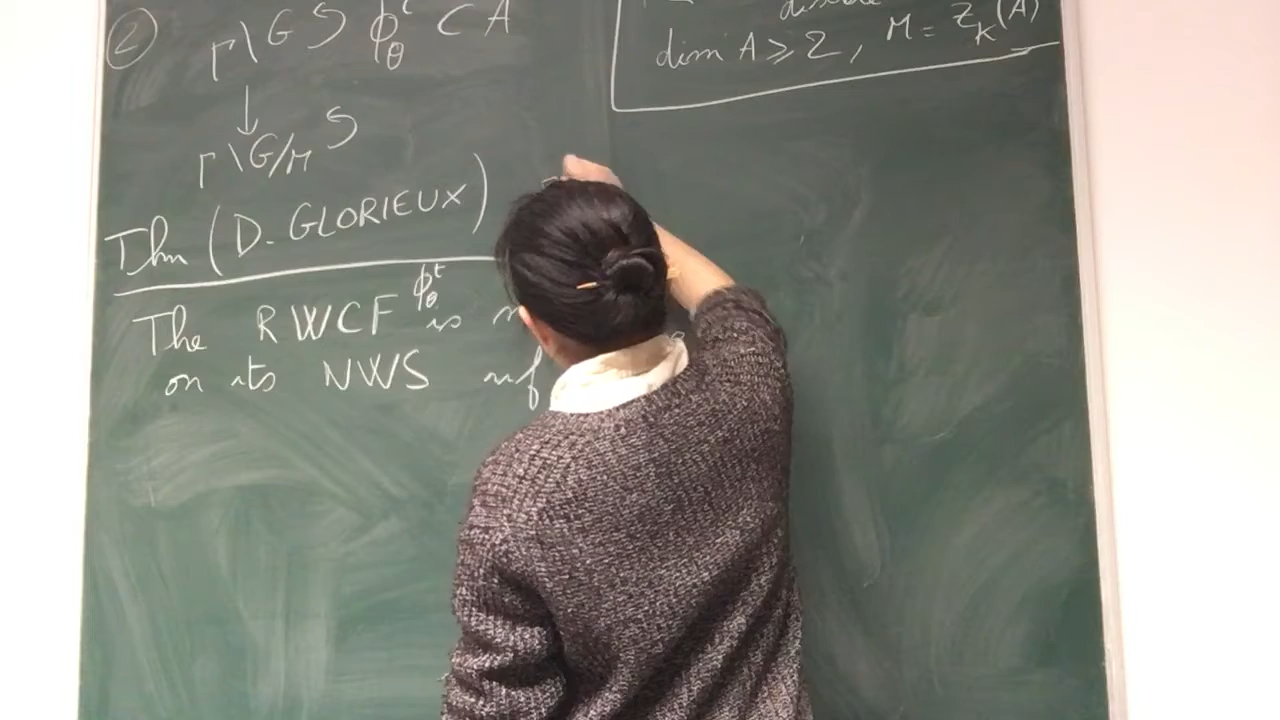 ② Γ\G ↻ ϕ_θ^t ⊂ A
↓
Γ\G/M ↻
Thm (D. GLORIEUX)
The RWCF ϕ_θ^t is
on its NWS
dim A ⩾ 2, M = Z_K(A)